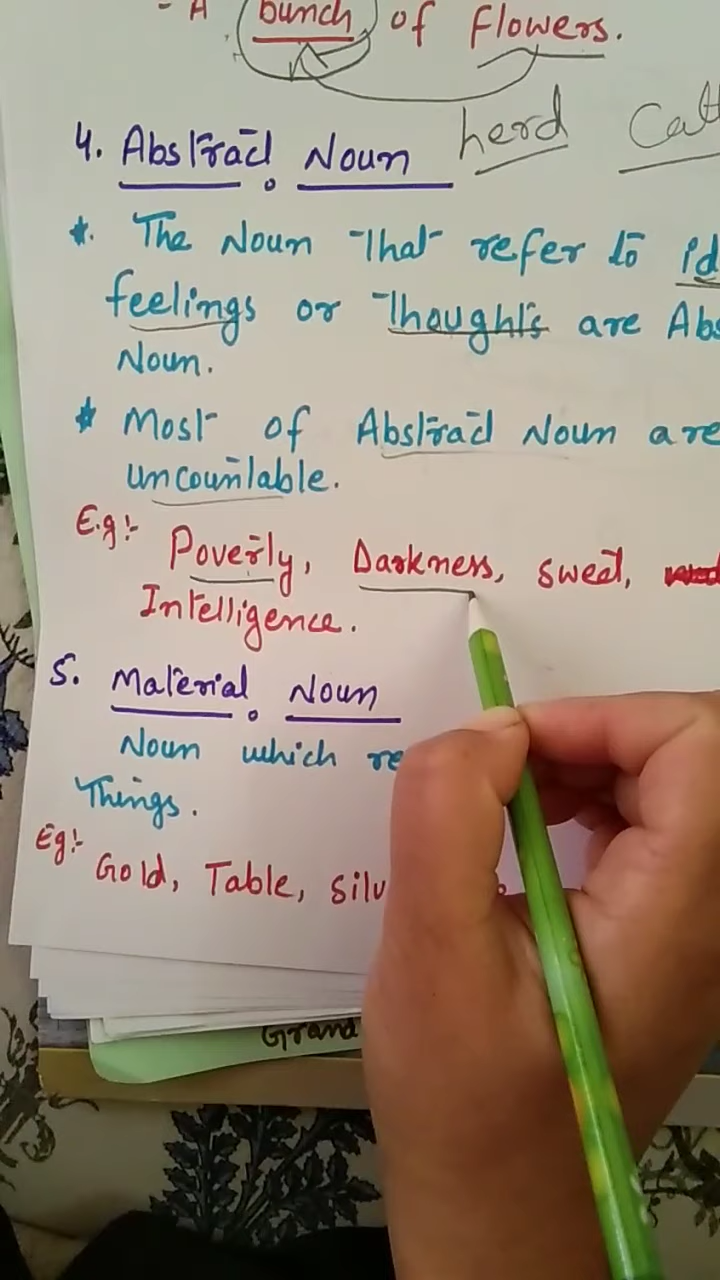 - A bunch of Flowers.
herd
4. Abstract Noun
*. The Noun That refer to
feelings or Thoughts are
Noun.
* Most of Abstract Noun are
uncountable.
E.g:- Poverty, Darkness, sweet,
Intelligence.
5. Material Noun
Noun which
Things.
Eg:- Gold, Table,